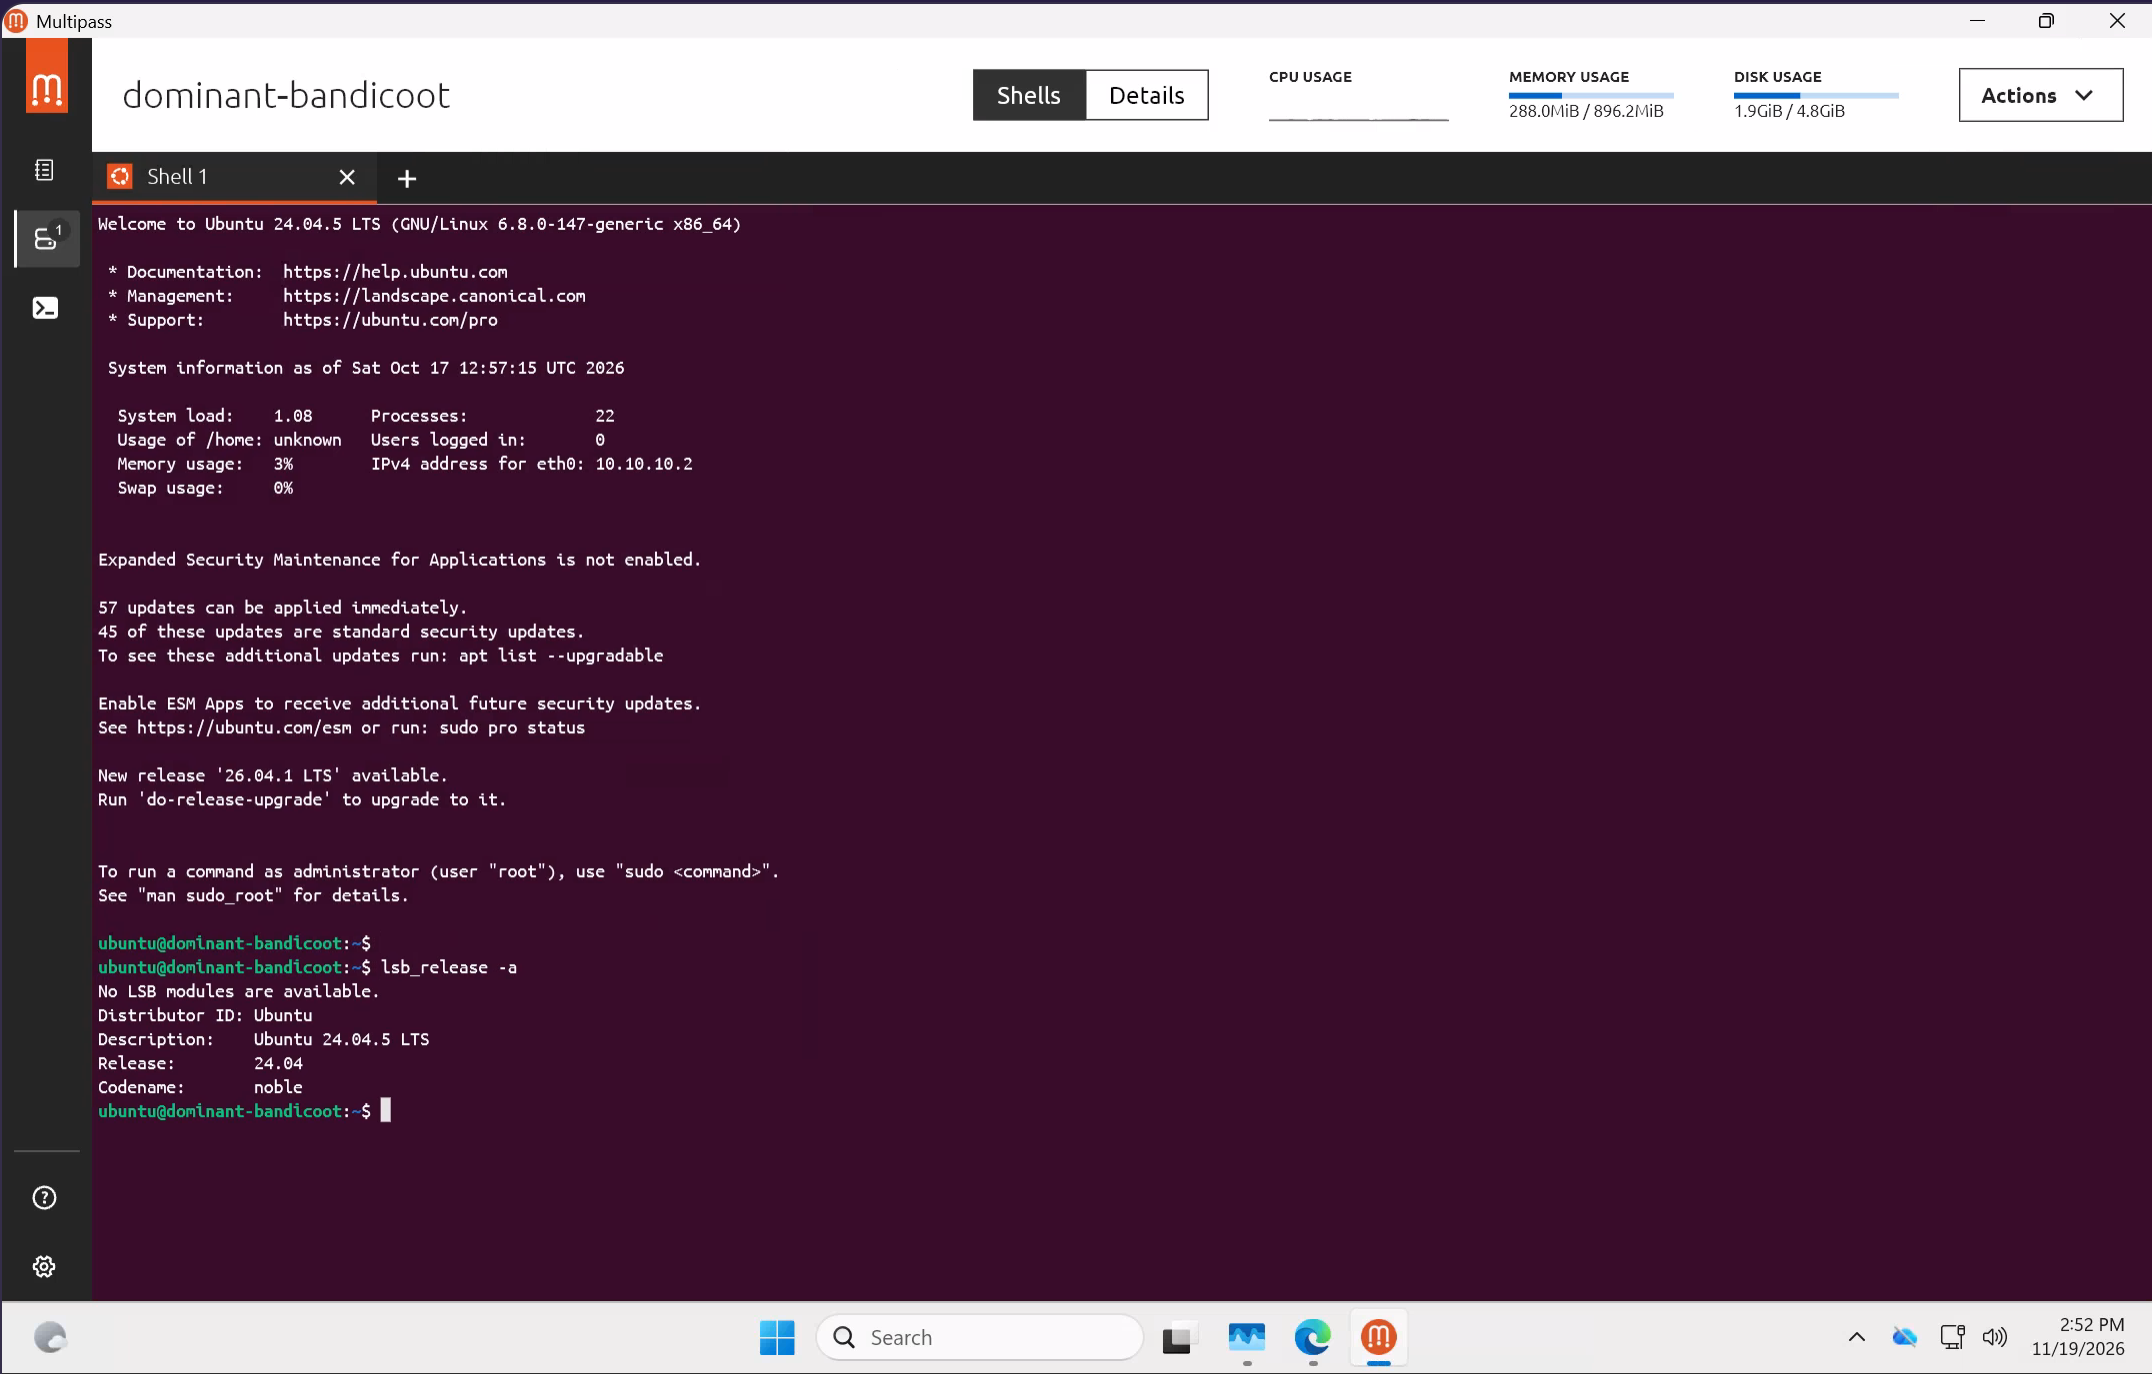 Multipass
dominant-bandicoot
Shells
Details
CPU USAGE
MEMORY USAGE
288.0MiB / 896.2MiB
DISK USAGE
1.9GiB / 4.8GiB
Actions
1
Shell 1
Welcome to Ubuntu 24.04.5 LTS (GNU/Linux 6.8.0-147-generic x86_64)
* Documentation:  https://help.ubuntu.com
* Management:     https://landscape.canonical.com
* Support:        https://ubuntu.com/pro
System information as of Sat Oct 17 12:57:15 UTC 2026
System load:    1.08      Processes:             22
Usage of /home: unknown   Users logged in:       0
Memory usage:   3%        IPv4 address for eth0: 10.10.10.2
Swap usage:     0%
Expanded Security Maintenance for Applications is not enabled.
57 updates can be applied immediately.
45 of these updates are standard security updates.
To see these additional updates run: apt list --upgradable
Enable ESM Apps to receive additional future security updates.
See https://ubuntu.com/esm or run: sudo pro status
New release '26.04.1 LTS' available.
Run 'do-release-upgrade' to upgrade to it.
To run a command as administrator (user "root"), use "sudo <command>".
See "man sudo_root" for details.
ubuntu@dominant-bandicoot:~$
ubuntu@dominant-bandicoot:~$ lsb_release -a
No LSB modules are available.
Distributor ID: Ubuntu
Description:    Ubuntu 24.04.5 LTS
Release:        24.04
Codename:       noble
ubuntu@dominant-bandicoot:~$
Search
2:52 PM
11/19/2026